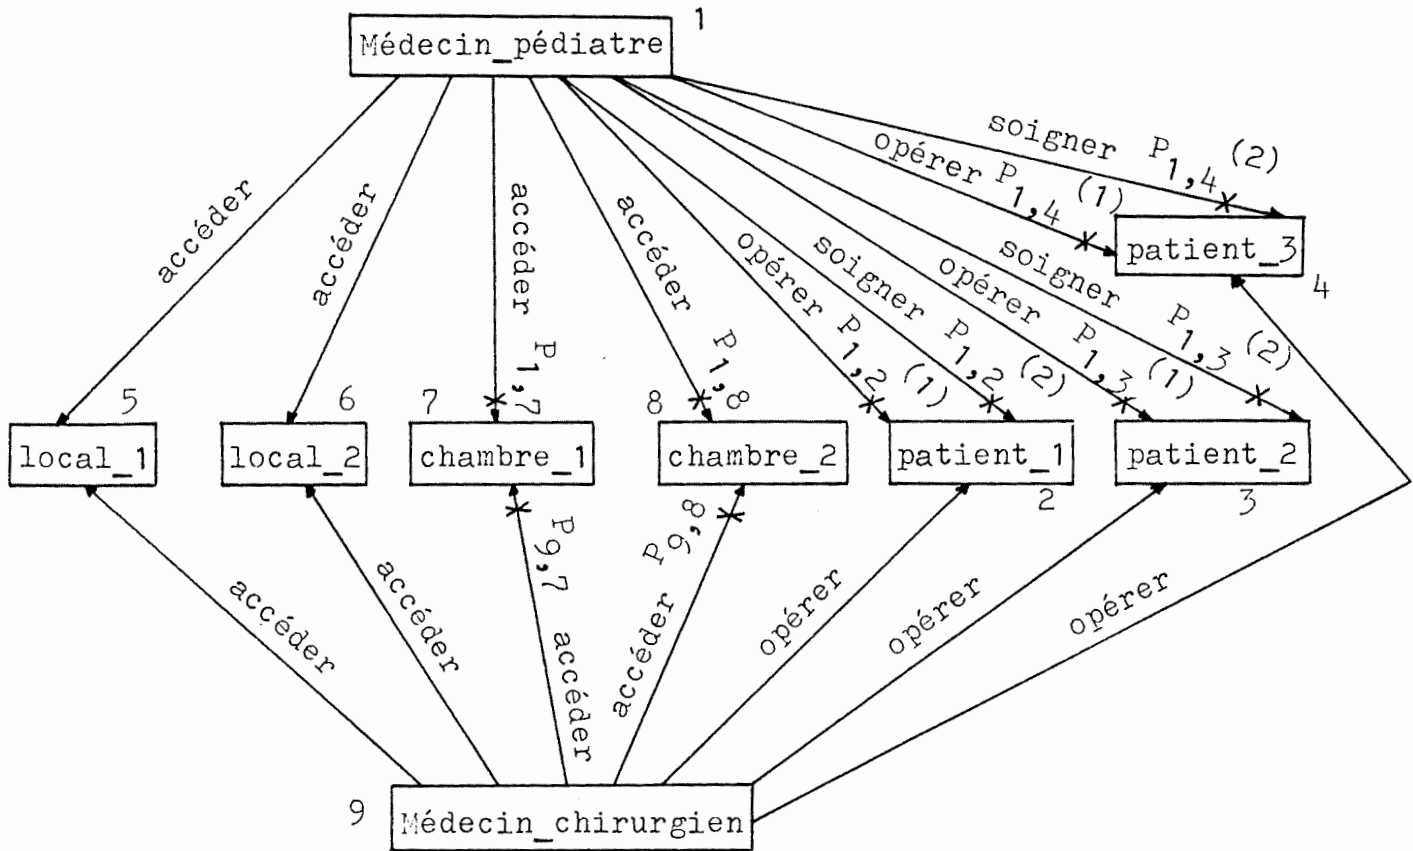 1
Médecin_pédiatre
soigner P1,4 (2)
opérer P1,4 (1)
accéder
accéder
accéder P1,7
accéder P1,8
opérer P1,2 (1)
soigner P1,2 (2)
opérer P1,3 (1)
soigner P1,3 (2)
patient_3
4
5
6
7
8
local_1
local_2
chambre_1
chambre_2
patient_1
patient_2
2
3
accéder
accéder
P9,7 accéder
accéder P9,8
opérer
opérer
opérer
9
Médecin_chirurgien